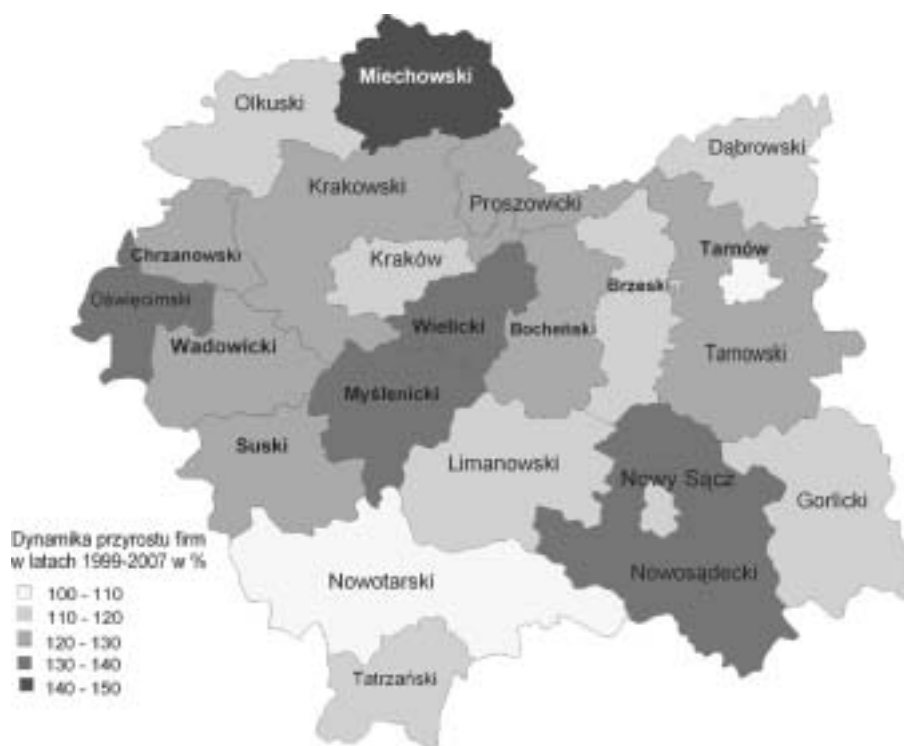 Miechowski
Olkuski
Dąbrowski
Krakowski
Proszowicki
Chrzanowski
Kraków
Tarnów
Oświęcimski
Brzeski
Wielicki
Bocheński
Wadowicki
Tarnowski
Myślenicki
Suski
Limanowski
Nowy Sącz
Gorlicki
Dynamika przyrostu firm
w latach 1999-2007 w %
Nowotarski
Nowosądecki
100 - 110
110 - 120
120 - 130
130 - 140
140 - 150
Tatrzański